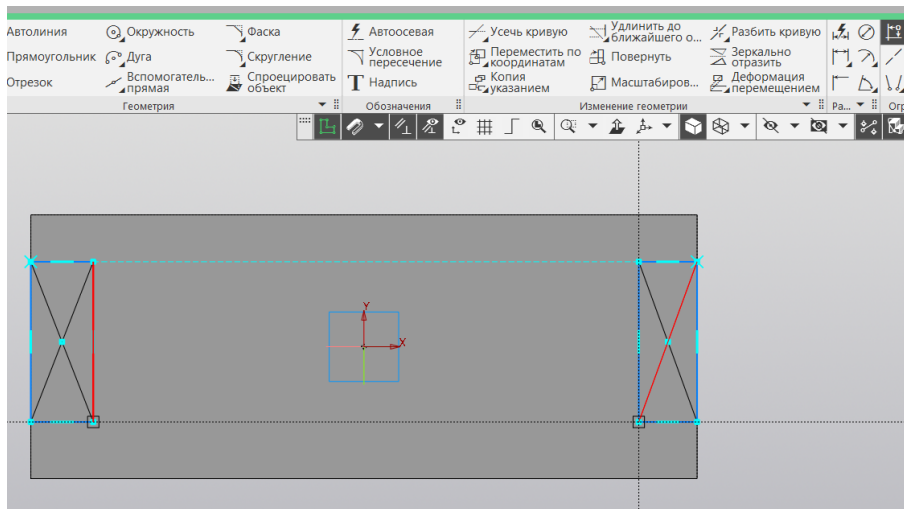 Автолиния
Окружность
Фаска
Автоосевая
Усечь кривую
Удлинить до
ближайшего о...
Разбить кривую
Прямоугольник
Дуга
Скругление
Условное
пересечение
Переместить по
координатам
Повернуть
Зеркально
отразить
Отрезок
Вспомогатель...
прямая
Спроецировать
объект
Надпись
Копия
указанием
Масштабиров...
Деформация
перемещением
Геометрия
Обозначения
Изменение геометрии
Ра...
Огр
Y
X